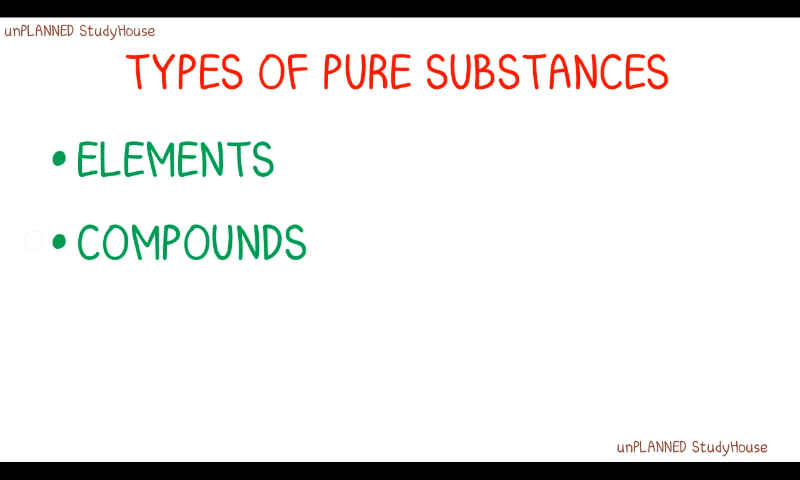 unPLANNED StudyHouse
TYPES OF PURE SUBSTANCES
• ELEMENTS
• COMPOUNDS
unPLANNED StudyHouse